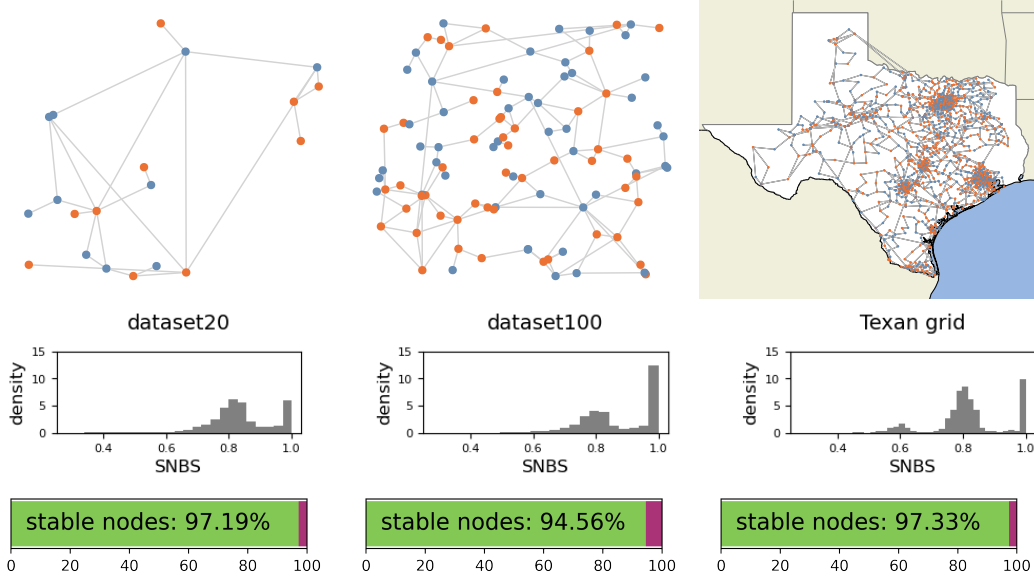 dataset20
dataset100
Texan grid
15
10
5
0
density
0.4 0.6 0.8 1.0
SNBS
15
10
5
0
density
0.4 0.6 0.8 1.0
SNBS
15
10
5
0
density
0.4 0.6 0.8 1.0
SNBS
stable nodes: 97.19%
0 20 40 60 80 100
stable nodes: 94.56%
0 20 40 60 80 100
stable nodes: 97.33%
0 20 40 60 80 100